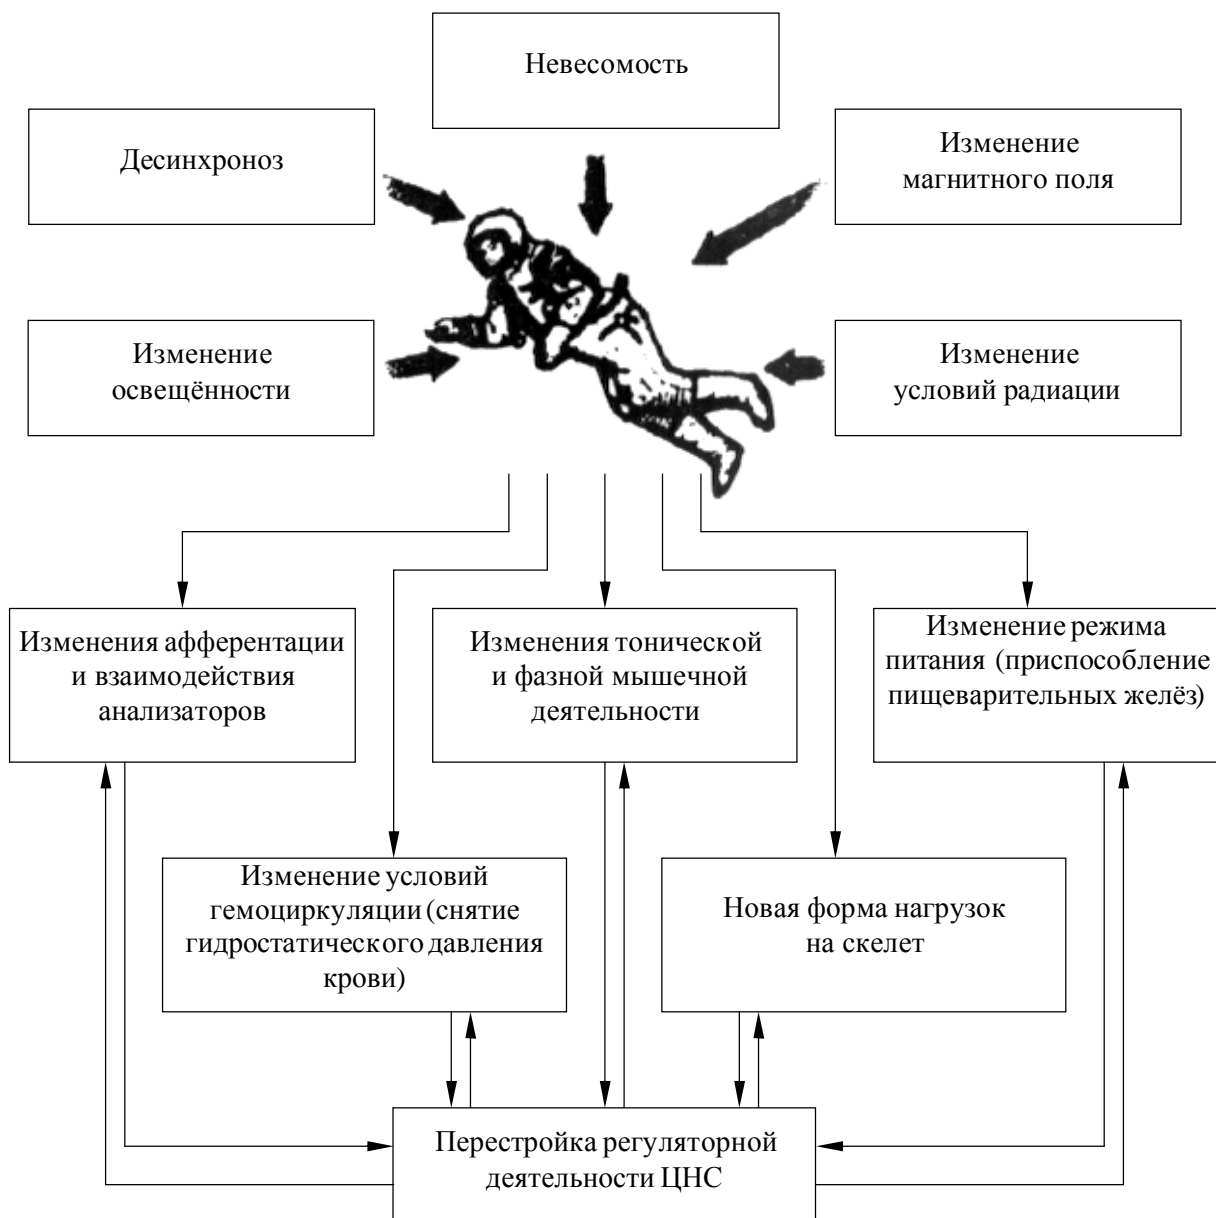 Невесомость
Десинхроноз
Изменение
магнитного поля
Изменение
освещённости
Изменение
условий радиации
Изменения афферентации
и взаимодействия
анализаторов
Изменения тонической
и фазной мышечной
деятельности
Изменение режима
питания (приспособление
пищеварительных желёз)
Изменение условий
гемоциркуляции (снятие
гидростатического давления
крови)
Новая форма нагрузок
на скелет
Перестройка регуляторной
деятельности ЦНС